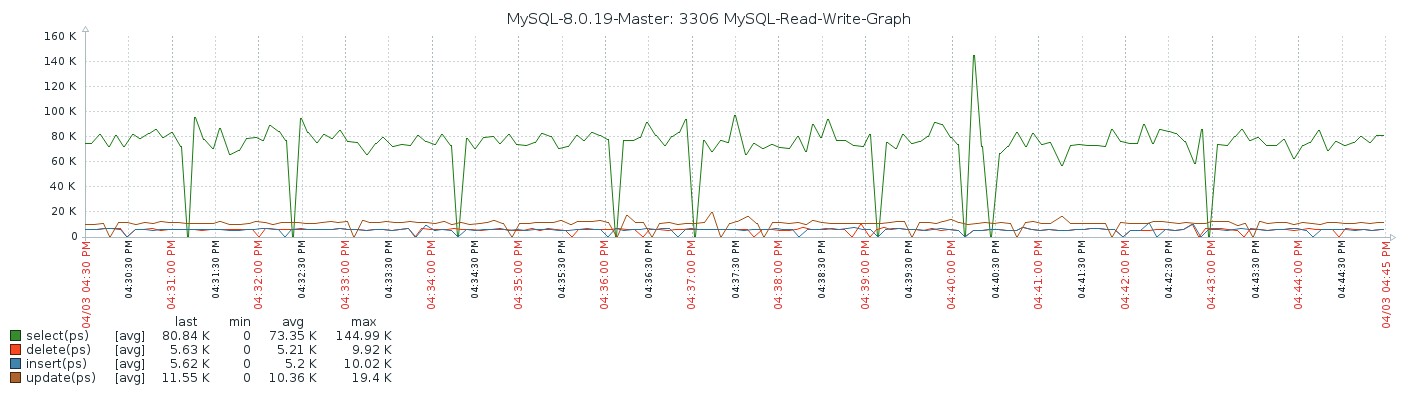 MySQL-8.0.19-Master: 3306 MySQL-Read-Write-Graph
160 K
140 K
120 K
100 K
80 K
60 K
40 K
20 K
0
04/03 04:30 PM
04:30:30 PM
04:31:00 PM
04:31:30 PM
04:32:00 PM
04:32:30 PM
04:33:00 PM
04:33:30 PM
04:34:00 PM
04:34:30 PM
04:35:00 PM
04:35:30 PM
04:36:00 PM
04:36:30 PM
04:37:00 PM
04:37:30 PM
04:38:00 PM
04:38:30 PM
04:39:00 PM
04:39:30 PM
04:40:00 PM
04:40:30 PM
04:41:00 PM
04:41:30 PM
04:42:00 PM
04:42:30 PM
04:43:00 PM
04:43:30 PM
04:44:00 PM
04:44:30 PM
04/03 04:45 PM
last min avg max
select(ps) [avg] 80.84 K 0 73.35 K 144.99 K
delete(ps) [avg] 5.63 K 0 5.21 K 9.92 K
insert(ps) [avg] 5.62 K 0 5.2 K 10.02 K
update(ps) [avg] 11.55 K 0 10.36 K 19.4 K